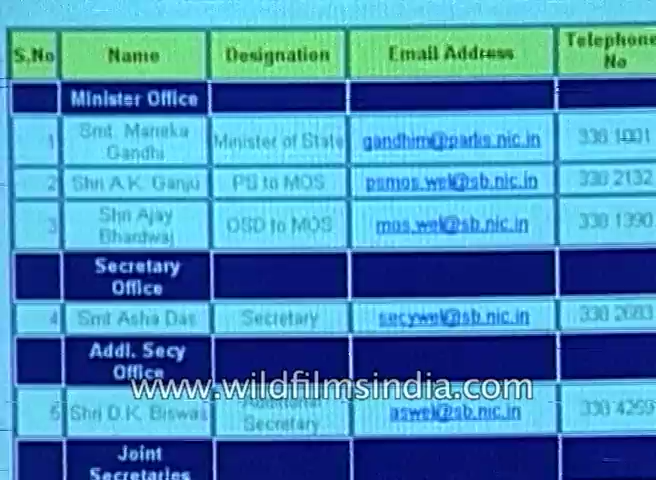 S.No Name Designation Email Address Telephone No
Minister Office
1 Smt. Maneka Gandhi Minister of State gandhim@parlis.nic.in 338 1001
2 Shri A.K. Ganju PS to MOS psmos.wel@sb.nic.in 338 2132
3 Shri Ajay Bhardwaj OSD to MOS mos.wel@sb.nic.in 338 1390
Secretary Office
4 Smt Asha Das Secretary secywel@sb.nic.in 338 2683
Addl. Secy Office
www.wildfilmsindia.com
5 Shri D.K. Biswas Additional Secretary aswel@sb.nic.in
Joint Secretaries